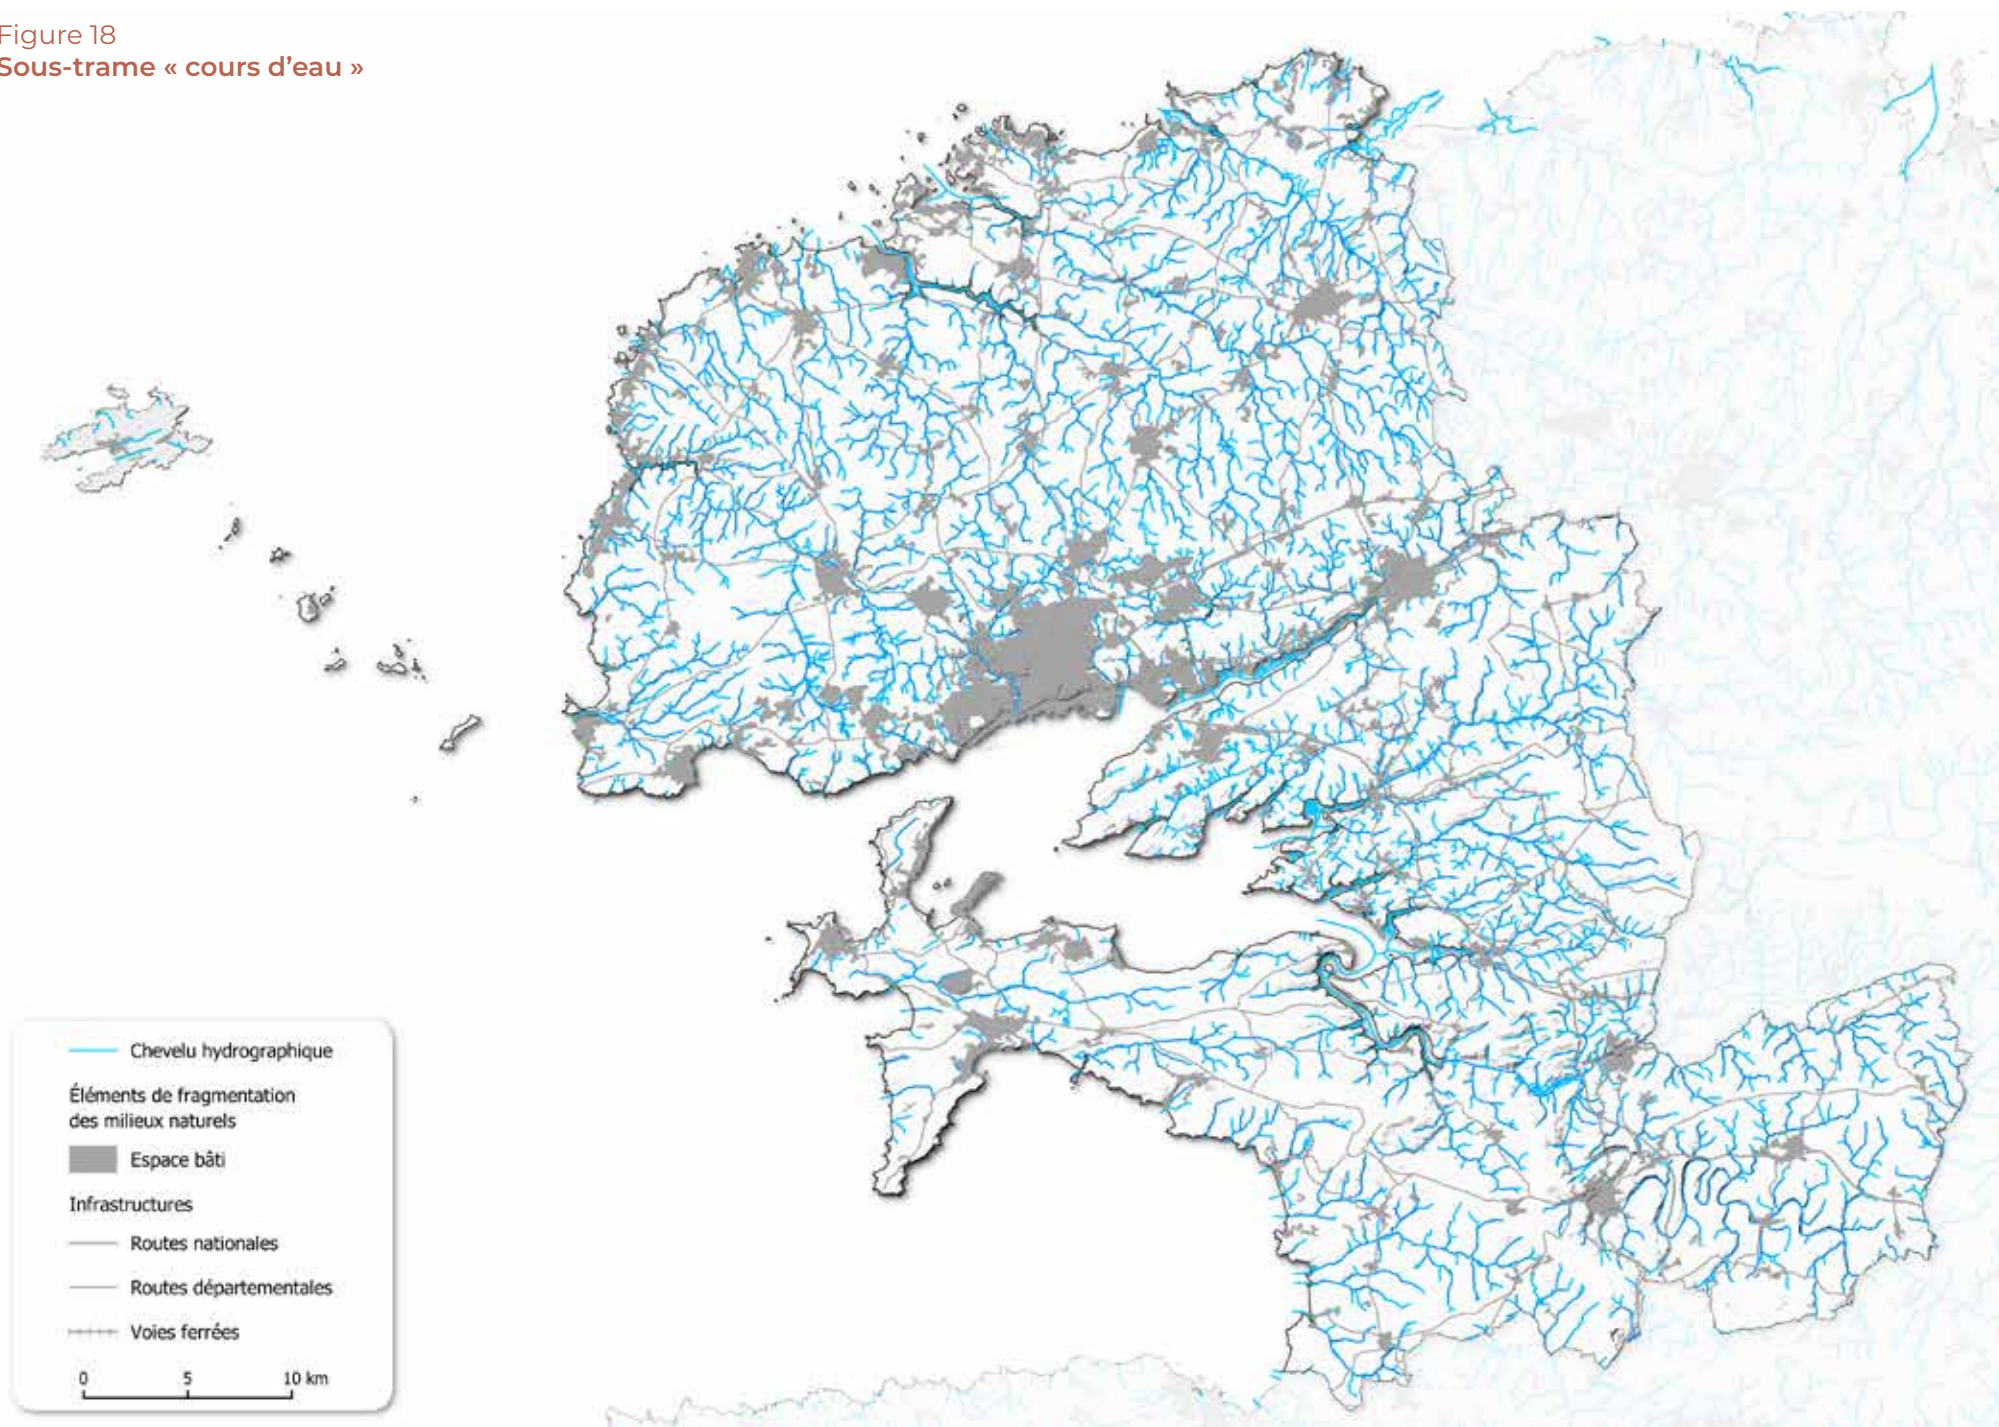 Figure 18
Sous-trame « cours d’eau »
Chevelu hydrographique
Éléments de fragmentation
des milieux naturels
Espace bâti
Infrastructures
Routes nationales
Routes départementales
Voies ferrées
0 5 10 km